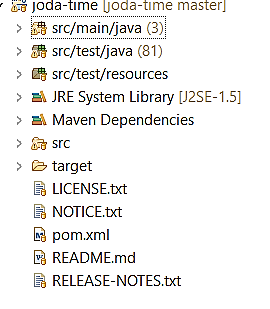 joda-time [joda-time master]
src/main/java (3)
src/test/java (81)
src/test/resources
JRE System Library [J2SE-1.5]
Maven Dependencies
src
target
LICENSE.txt
NOTICE.txt
pom.xml
README.md
RELEASE-NOTES.txt